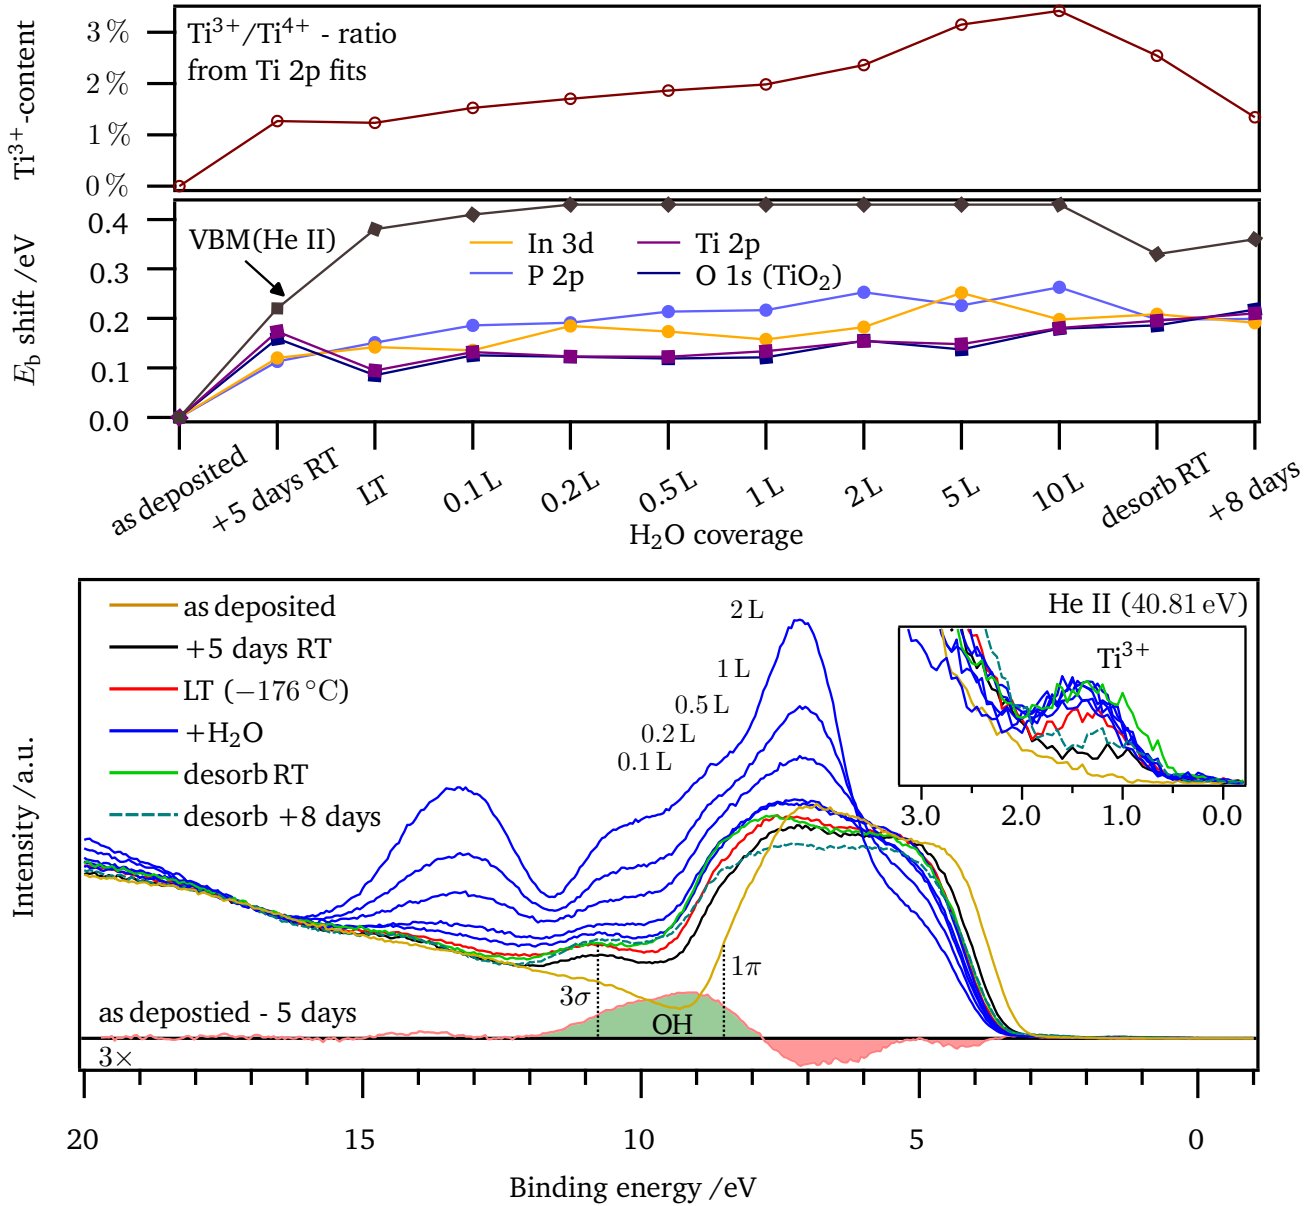 Ti³⁺-content
3 %
2 %
1 %
0 %
Ti³⁺/Ti⁴⁺ - ratio
from Ti 2p fits
E_b shift /eV
0.4
0.3
0.2
0.1
0.0
VBM(He II)
In 3d
P 2p
Ti 2p
O 1s (TiO₂)
as deposited
+5 days RT
LT
0.1 L
0.2 L
0.5 L
1 L
2 L
5 L
10 L
desorb RT
+8 days
H₂O coverage
Intensity /a.u.
as deposited
+5 days RT
LT (−176 °C)
+H₂O
desorb RT
desorb +8 days
2 L
1 L
0.5 L
0.2 L
0.1 L
He II (40.81 eV)
Ti³⁺
3.0 2.0 1.0 0.0
1π
3σ
OH
as depostied - 5 days
3×
20 15 10 5 0
Binding energy /eV